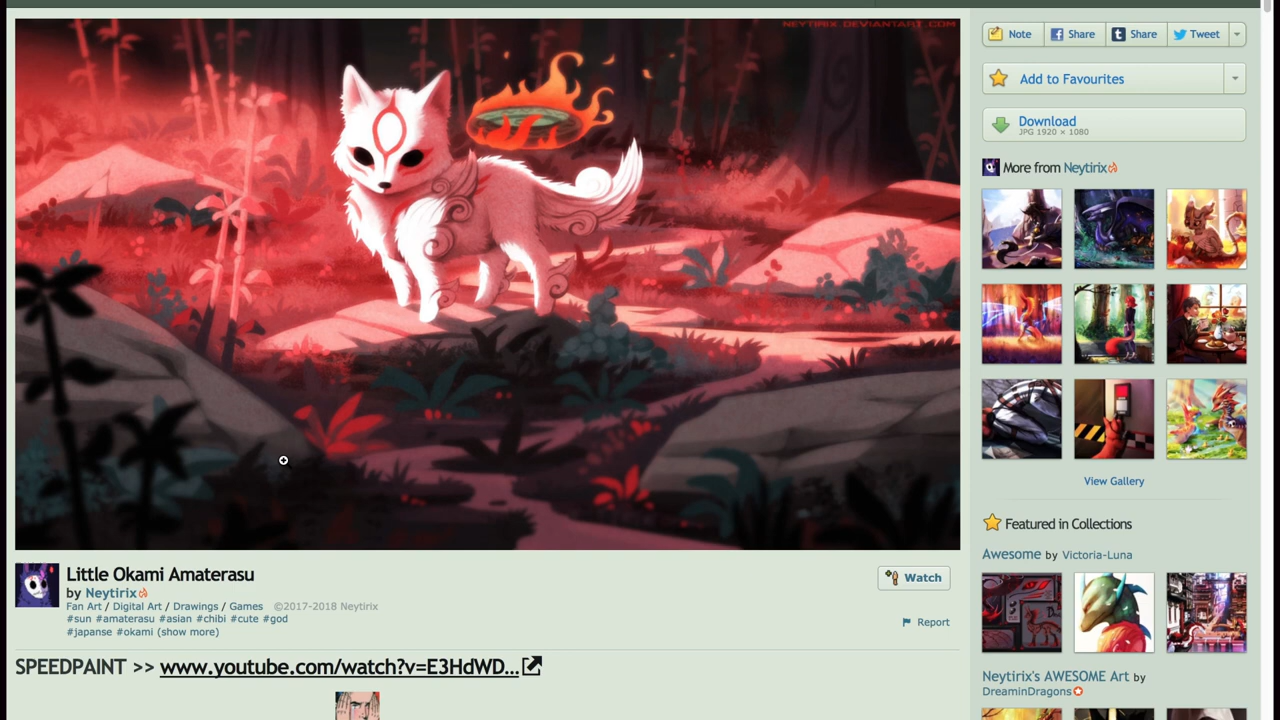 NEYTIRIX.DEVIANTART.COM
Note
Share
Share
Tweet
Add to Favourites
Download
JPG 1920 × 1080
More from Neytirix
View Gallery
Featured in Collections
Awesome by Victoria-Luna
Neytirix's AWESOME Art by
DreaminDragons
Little Okami Amaterasu
by Neytirix
Fan Art / Digital Art / Drawings / Games ©2017-2018 Neytirix
#sun #amaterasu #asian #chibi #cute #god
#japanse #okami (show more)
Watch
Report
SPEEDPAINT >> www.youtube.com/watch?v=E3HdWD...